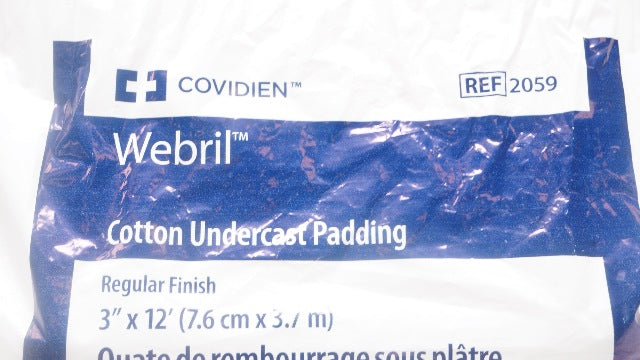 COVIDIEN™ REF 2059
Webril™
Cotton Undercast Padding
Regular Finish
3" x 12' (7.6 cm x 3.7 m)
Ouate de rembourrage sous plâtre